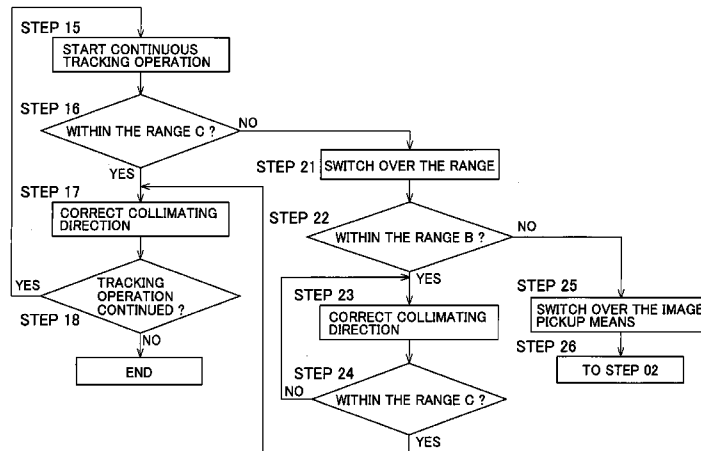 STEP 15
START CONTINUOUS
TRACKING OPERATION
STEP 16
WITHIN THE RANGE C ?
NO
YES
STEP 17
CORRECT COLLIMATING
DIRECTION
YES
TRACKING
OPERATION
CONTINUED ?
STEP 18
NO
END
STEP 21
SWITCH OVER THE RANGE
STEP 22
WITHIN THE RANGE B ?
NO
YES
STEP 23
CORRECT COLLIMATING
DIRECTION
STEP 24
NO
WITHIN THE RANGE C ?
YES
STEP 25
SWITCH OVER THE IMAGE
PICKUP MEANS
STEP 26
TO STEP 02